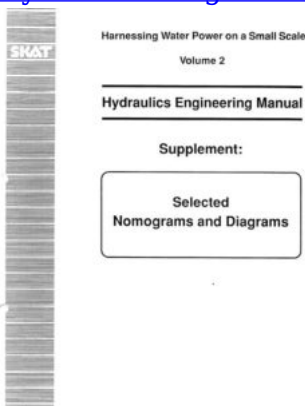 SKAT
Harnessing Water Power on a Small Scale
Volume 2
Hydraulics Engineering Manual
Supplement:
Selected
Nomograms and Diagrams